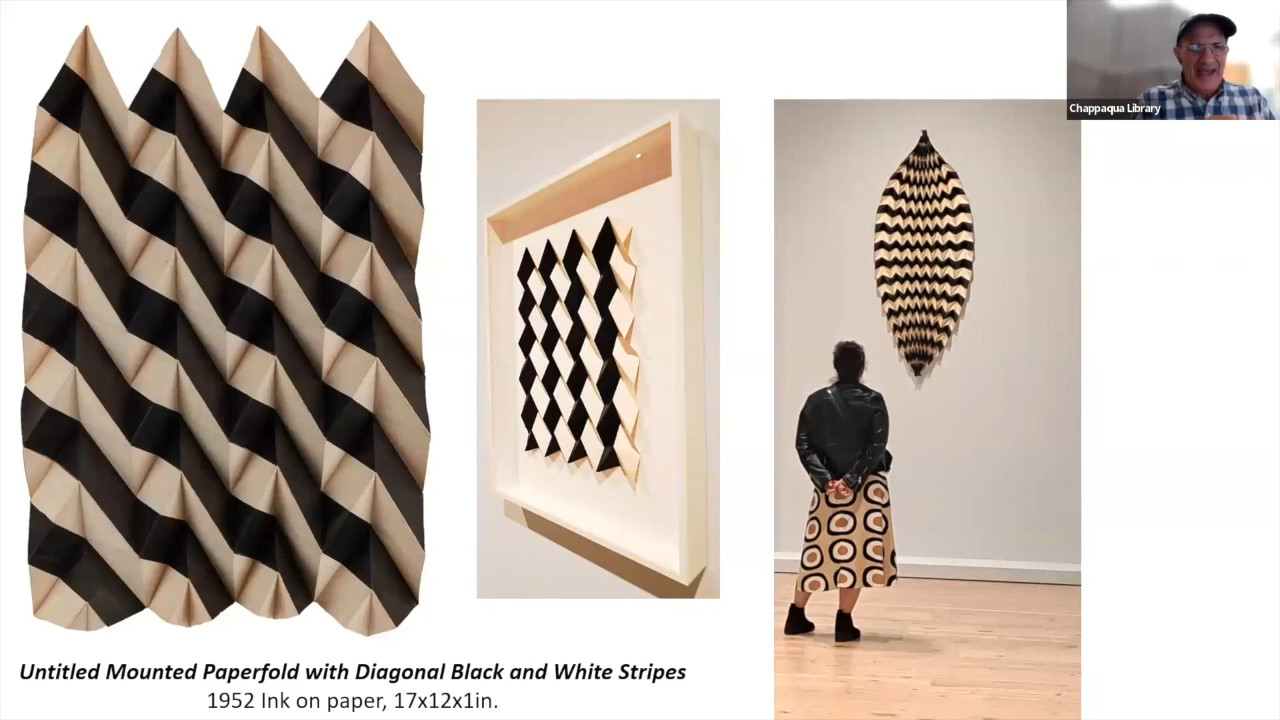 Chappaqua Library
Untitled Mounted Paperfold with Diagonal Black and White Stripes
1952 Ink on paper, 17x12x1in.